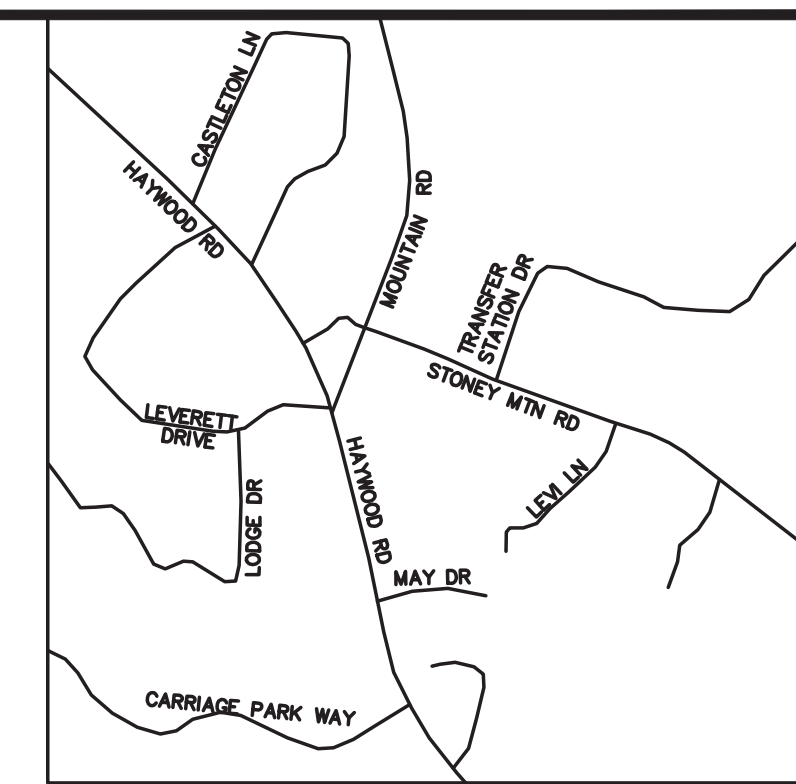 CASTLETON LN
HAYWOOD RD
MOUNTAIN RD
TRANSFER
STATION DR
STONEY MTN RD
LEVERETT
DRIVE
HAYWOOD RD
LEVI LN
LODGE DR
MAY DR
CARRIAGE PARK WAY